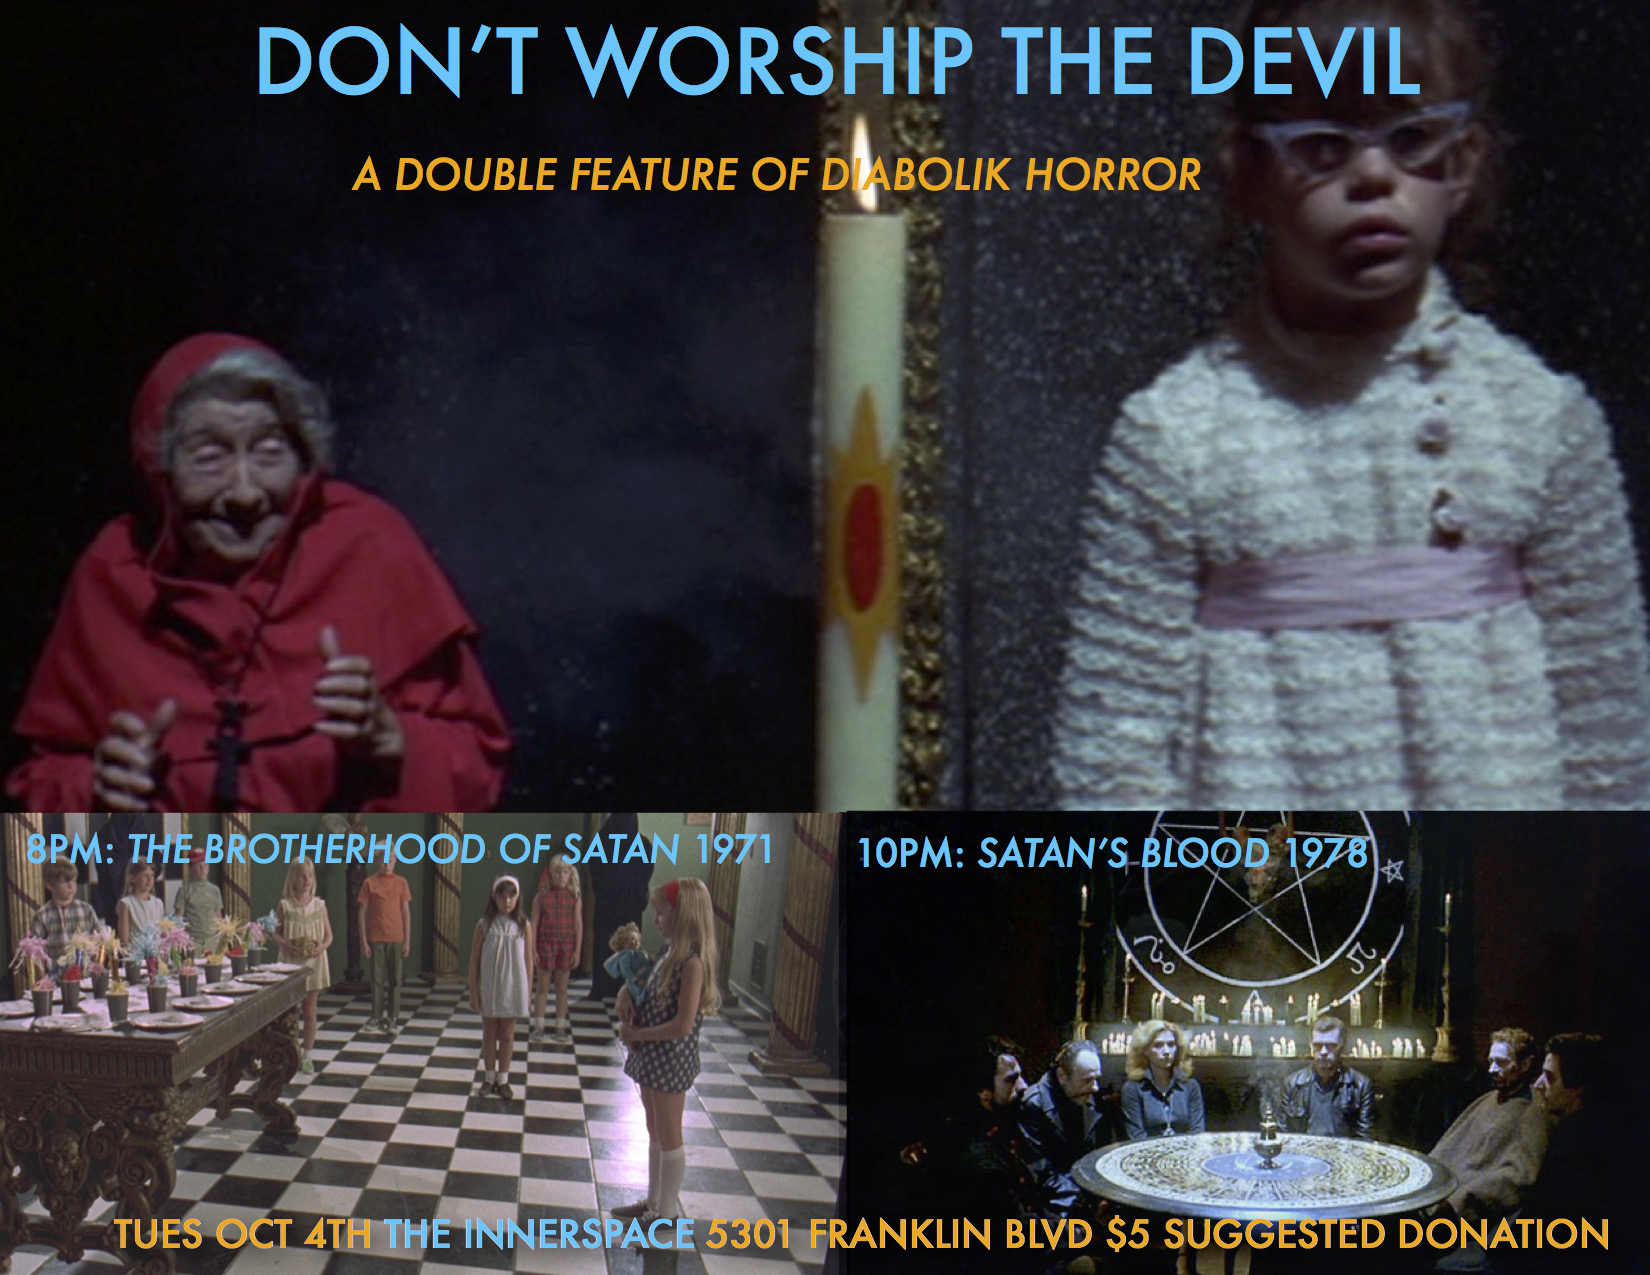 DON'T WORSHIP THE DEVIL
A DOUBLE FEATURE OF DIABOLIK HORROR
8PM: THE BROTHERHOOD OF SATAN 1971
10PM: SATAN'S BLOOD 1978
TUES OCT 4TH THE INNERSPACE 5301 FRANKLIN BLVD $5 SUGGESTED DONATION